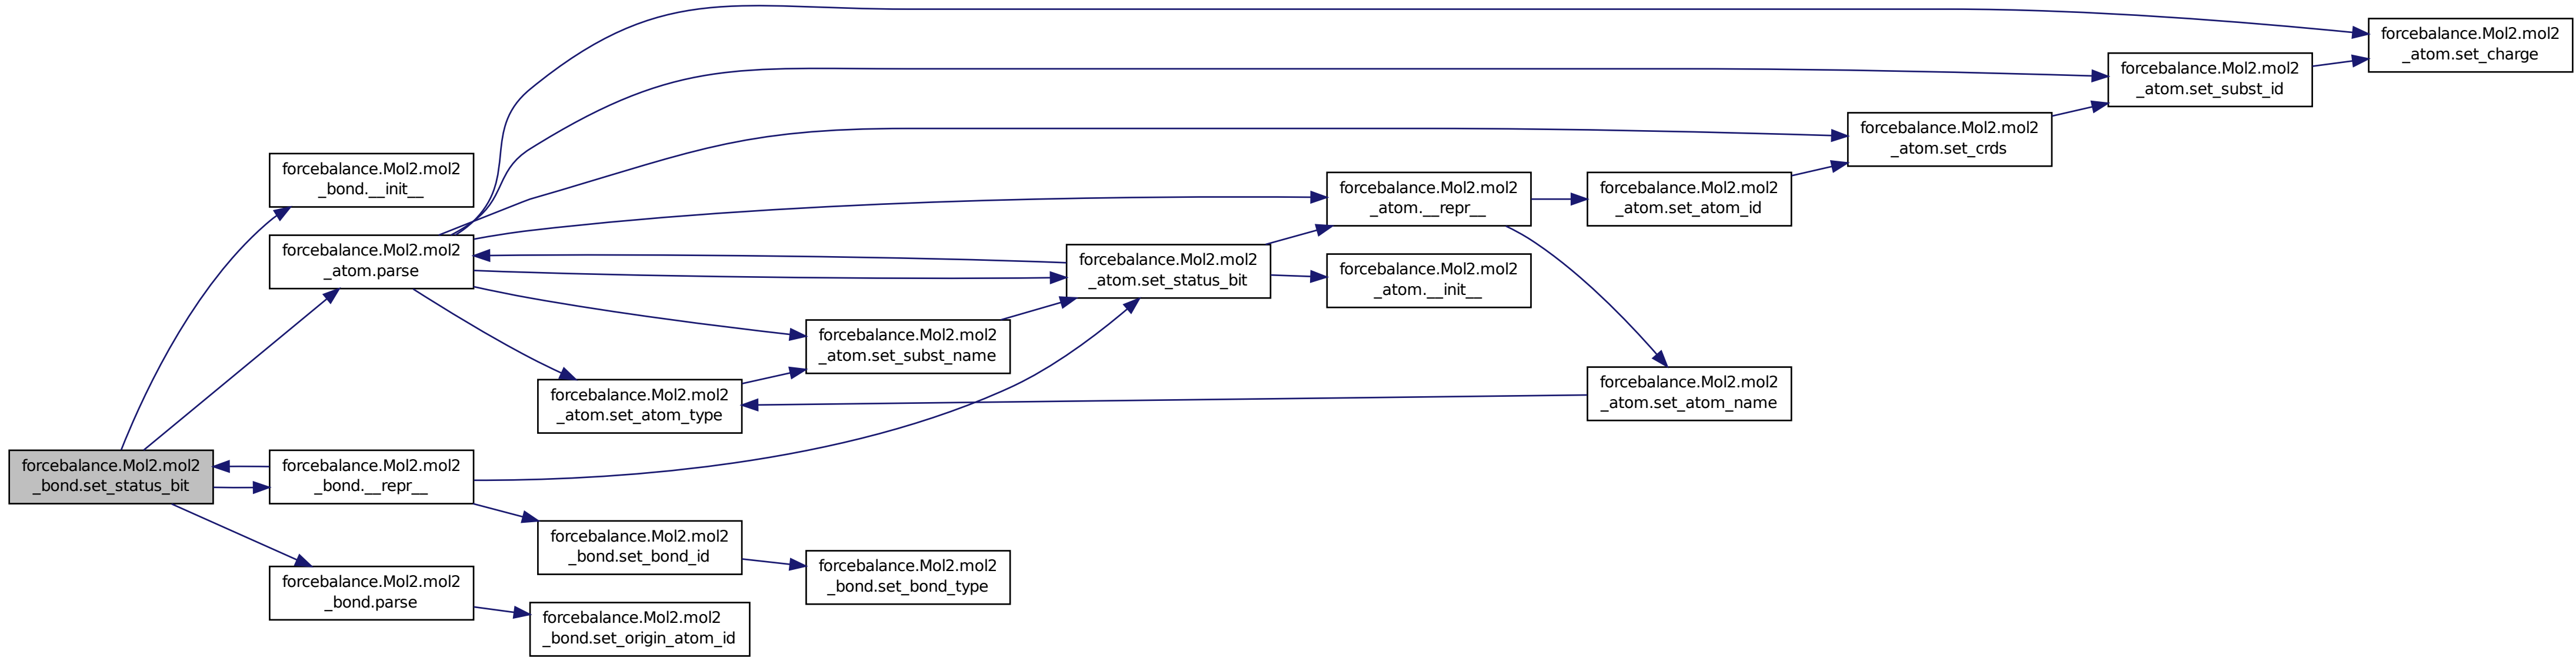 forcebalance.Mol2.mol2
_atom.set_charge
forcebalance.Mol2.mol2
_atom.set_subst_id
forcebalance.Mol2.mol2
_atom.set_crds
forcebalance.Mol2.mol2
_bond.__init__
forcebalance.Mol2.mol2
_atom.__repr__
forcebalance.Mol2.mol2
_atom.set_atom_id
forcebalance.Mol2.mol2
_atom.parse
forcebalance.Mol2.mol2
_atom.set_status_bit
forcebalance.Mol2.mol2
_atom.__init__
forcebalance.Mol2.mol2
_atom.set_subst_name
forcebalance.Mol2.mol2
_atom.set_atom_type
forcebalance.Mol2.mol2
_atom.set_atom_name
forcebalance.Mol2.mol2
_bond.set_status_bit
forcebalance.Mol2.mol2
_bond.__repr__
forcebalance.Mol2.mol2
_bond.set_bond_id
forcebalance.Mol2.mol2
_bond.set_bond_type
forcebalance.Mol2.mol2
_bond.parse
forcebalance.Mol2.mol2
_bond.set_origin_atom_id